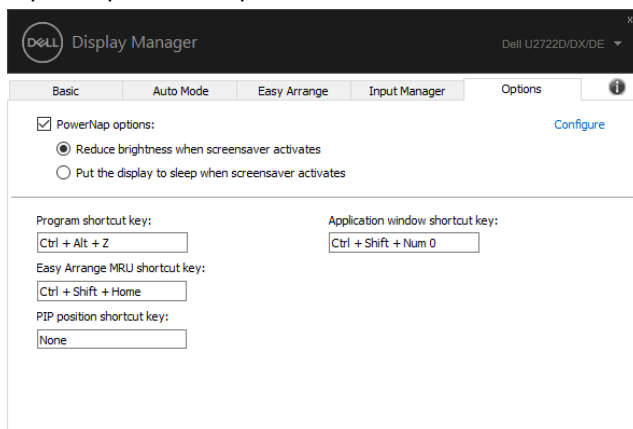 DELL Display Manager
Dell U2722D/DX/DE
Basic Auto Mode Easy Arrange Input Manager Options
PowerNap options: Configure
Reduce brightness when screensaver activates
Put the display to sleep when screensaver activates
Program shortcut key: Application window shortcut key:
Ctrl + Alt + Z Ctrl + Shift + Num 0
Easy Arrange MRU shortcut key:
Ctrl + Shift + Home
PIP position shortcut key:
None